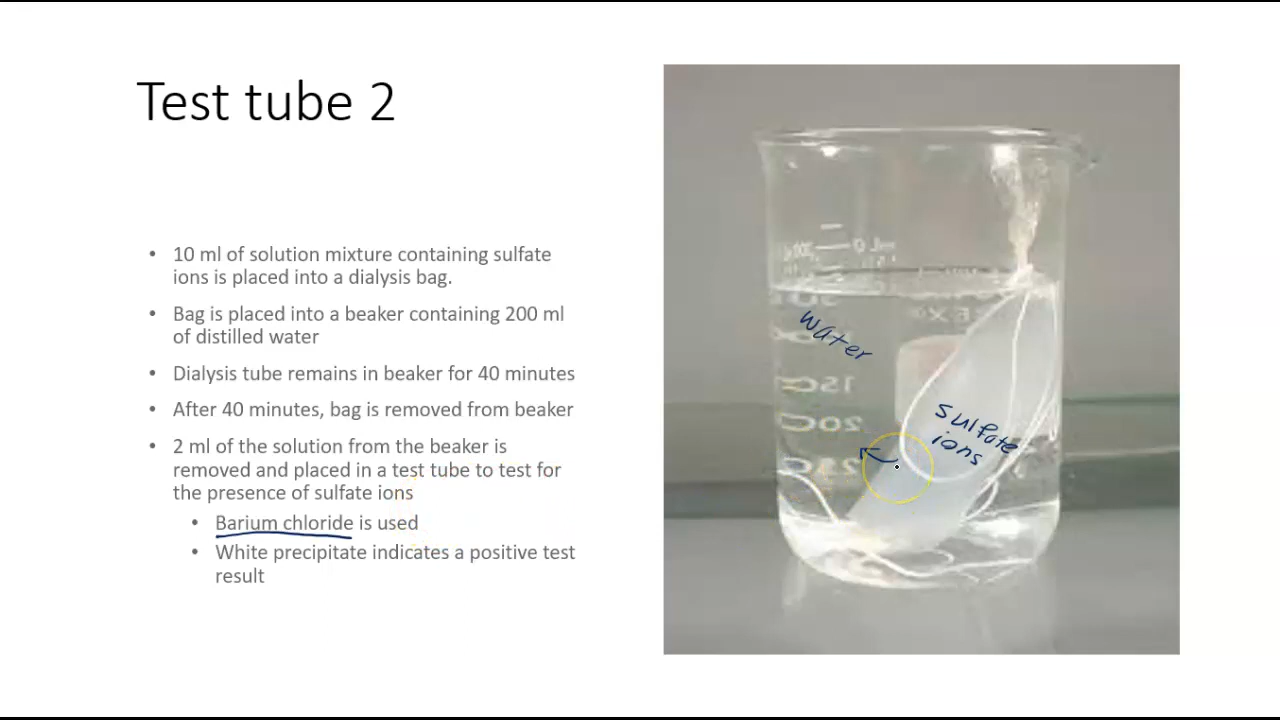 Test tube 2
• 10 ml of solution mixture containing sulfate
ions is placed into a dialysis bag.
• Bag is placed into a beaker containing 200 ml
of distilled water
• Dialysis tube remains in beaker for 40 minutes
• After 40 minutes, bag is removed from beaker
• 2 ml of the solution from the beaker is
removed and placed in a test tube to test for
the presence of sulfate ions
• Barium chloride is used
• White precipitate indicates a positive test
result
water
sulfate
ions